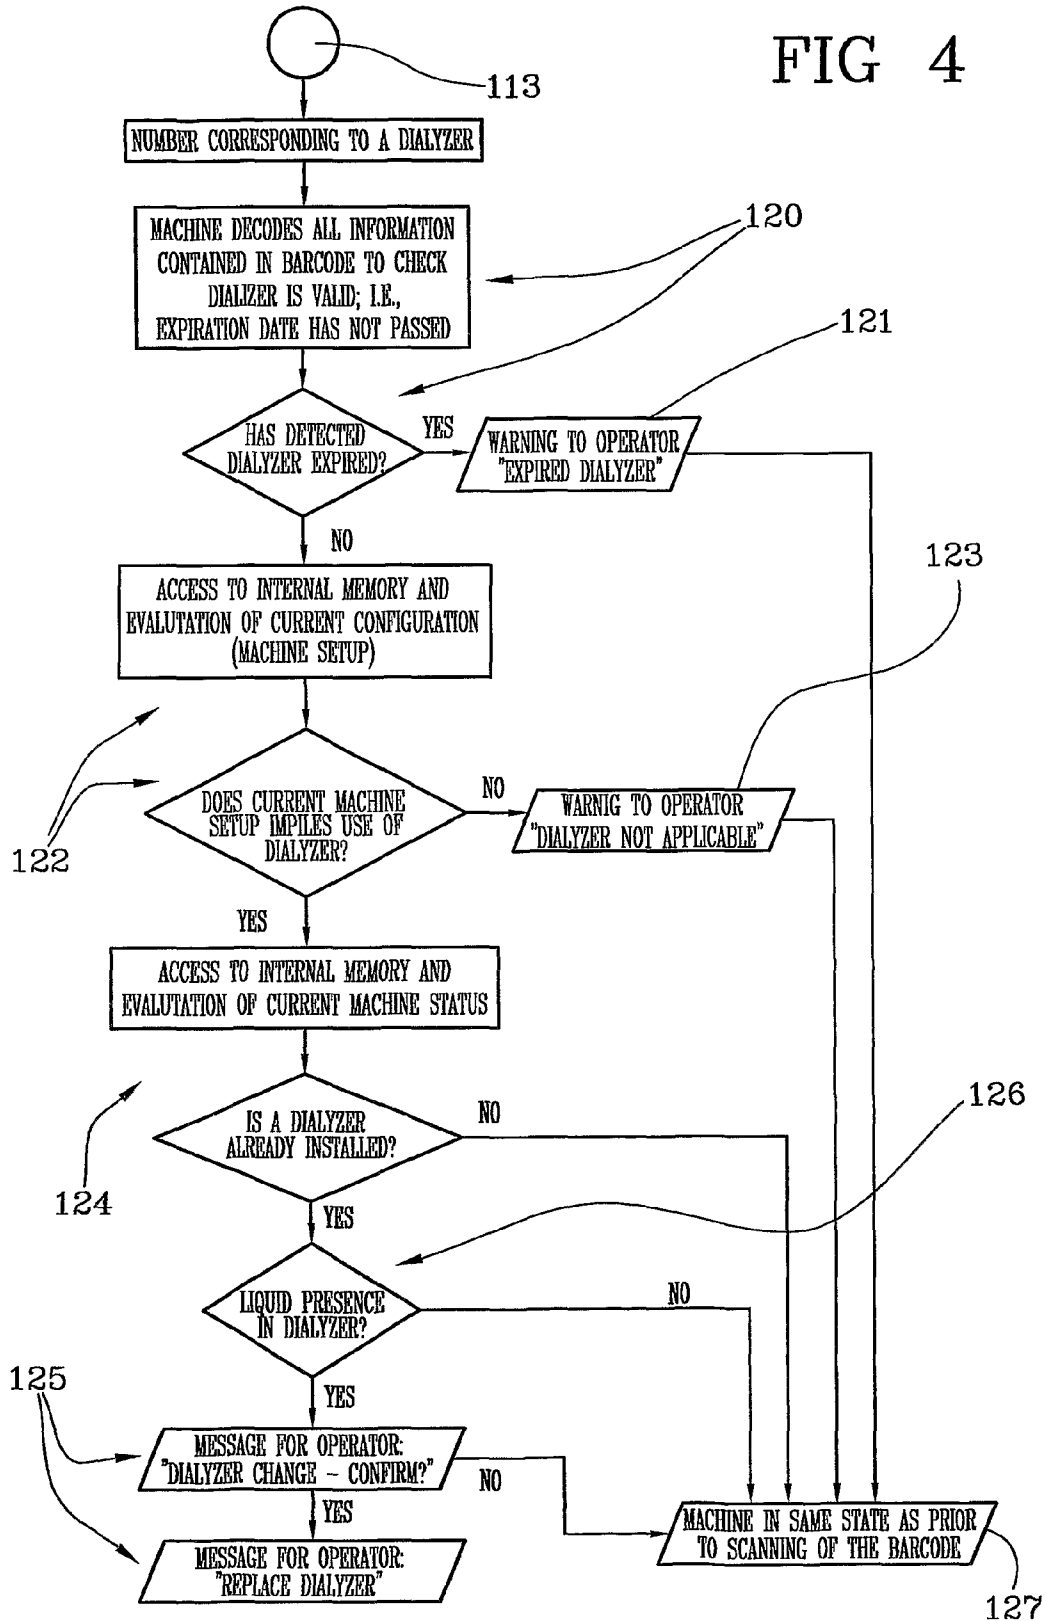 FIG 4
113
NUMBER CORRESPONDING TO A DIALYZER
MACHINE DECODES ALL INFORMATION
CONTAINED IN BARCODE TO CHECK
DIALIZER IS VALID; I.E.,
EXPIRATION DATE HAS NOT PASSED
120
121
HAS DETECTED
DIALYZER EXPIRED?
YES
WARNING TO OPERATOR
"EXPIRED DIALYZER"
NO
123
ACCESS TO INTERNAL MEMORY AND
EVALUTATION OF CURRENT CONFIGURATION
(MACHINE SETUP)
DOES CURRENT MACHINE
SETUP IMPILES USE OF
DIALYZER?
NO
WARNIG TO OPERATOR
"DIALYZER NOT APPLICABLE"
122
YES
ACCESS TO INTERNAL MEMORY AND
EVALUTATION OF CURRENT MACHINE STATUS
126
IS A DIALYZER
ALREADY INSTALLED?
NO
124
YES
LIQUID PRESENCE
IN DIALYZER?
NO
125
YES
MESSAGE FOR OPERATOR:
"DIALYZER CHANGE - CONFIRM?"
NO
YES
MESSAGE FOR OPERATOR:
"REPLACE DIALYZER"
MACHINE IN SAME STATE AS PRIOR
TO SCANNING OF THE BARCODE
127